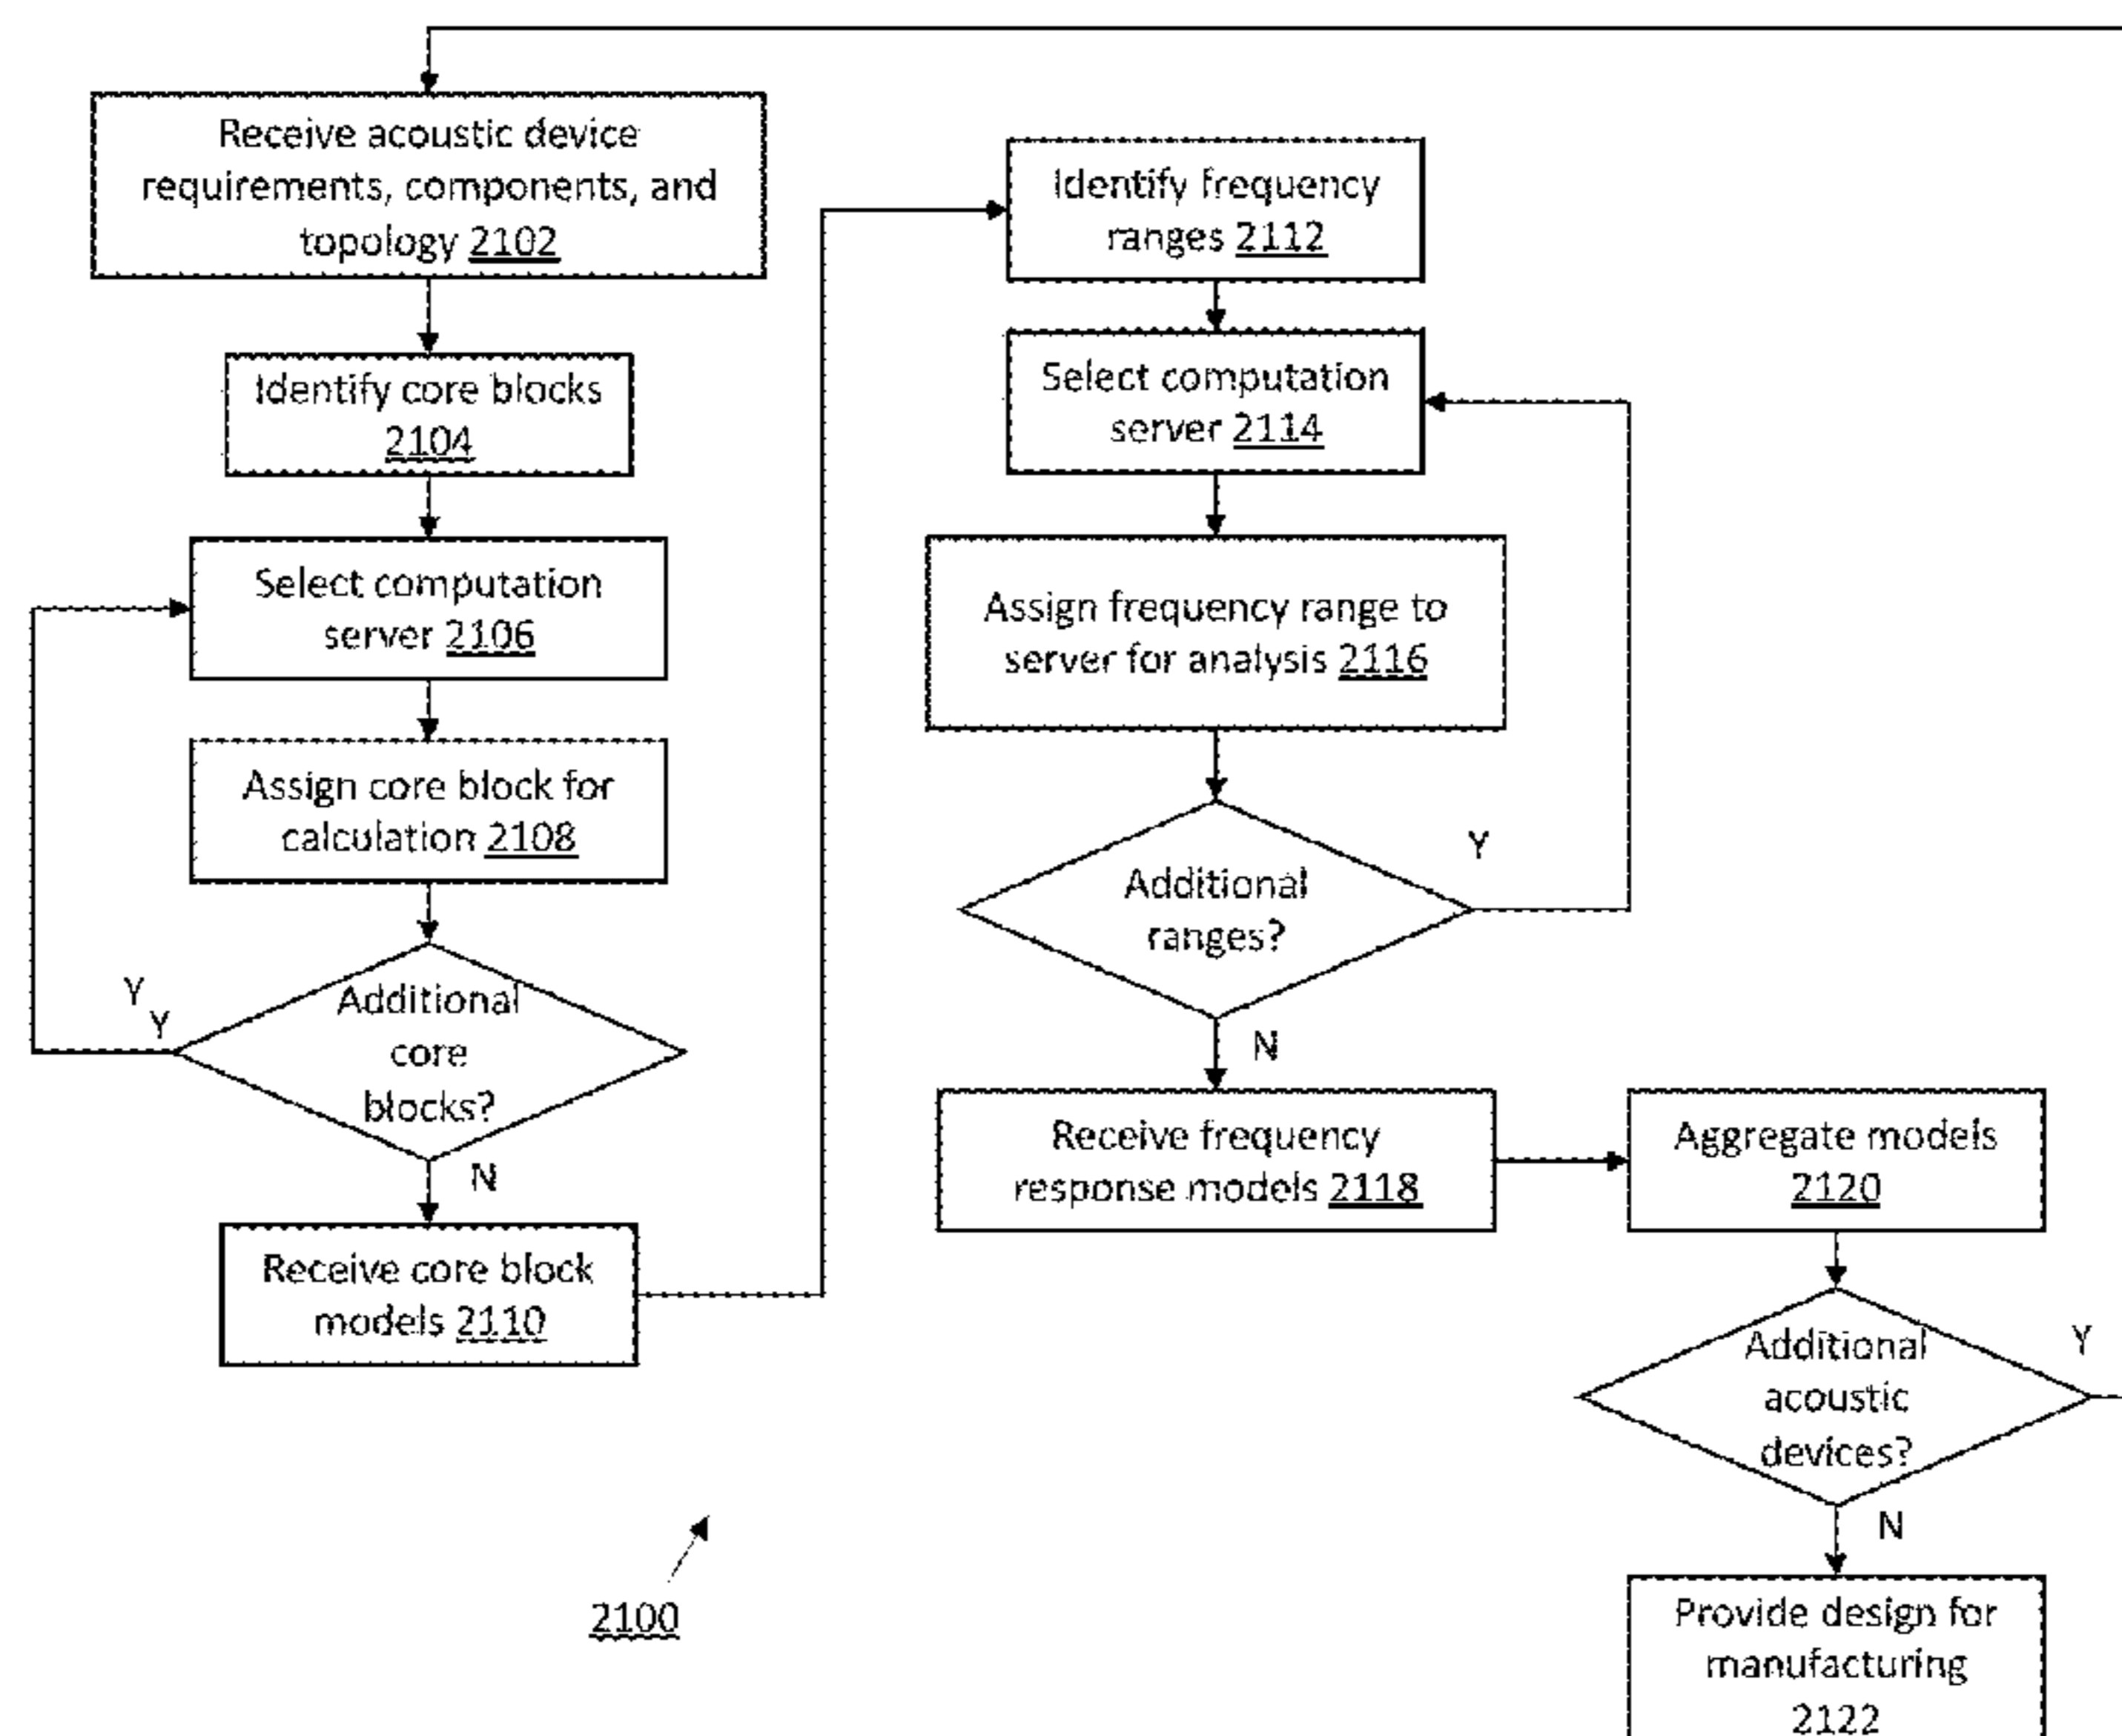 Receive acoustic device
requirements, components, and
topology 2102
Identify core blocks
2104
Select computation
server 2106
Assign core block for
calculation 2108
Y
Y
Additional
core
blocks?
N
Receive core block
models 2110
Identify frequency
ranges 2112
Select computation
server 2114
Assign frequency range to
server for analysis 2116
Y
Additional
ranges?
N
Receive frequency
response models 2118
Aggregate models
2120
Y
Additional
acoustic
devices?
N
Provide design for
manufacturing
2122
2100